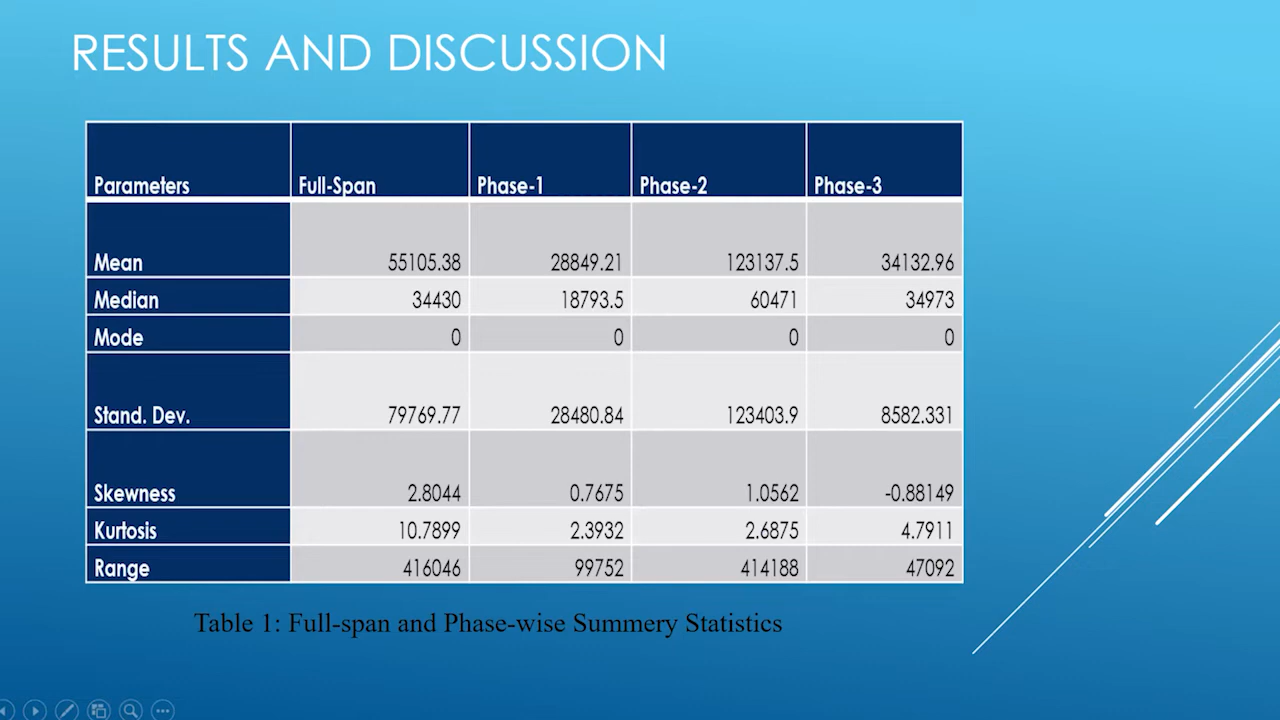 RESULTS AND DISCUSSION
Parameters Full-Span Phase-1 Phase-2 Phase-3
Mean 55105.38 28849.21 123137.5 34132.96
Median 34430 18793.5 60471 34973
Mode 0 0 0 0
Stand. Dev. 79769.77 28480.84 123403.9 8582.331
Skewness 2.8044 0.7675 1.0562 -0.88149
Kurtosis 10.7899 2.3932 2.6875 4.7911
Range 416046 99752 414188 47092
Table 1: Full-span and Phase-wise Summery Statistics